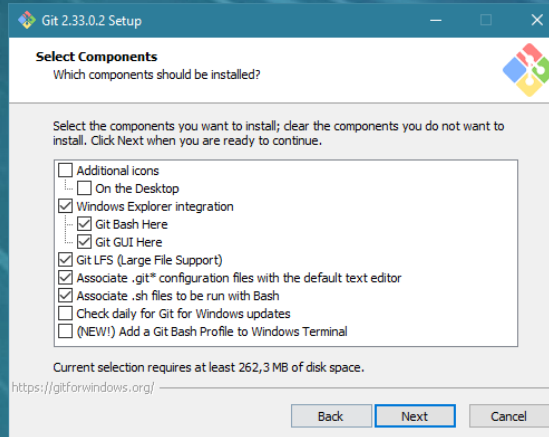 Git 2.33.0.2 Setup
Select Components
Which components should be installed?
Select the components you want to install; clear the components you do not want to
install. Click Next when you are ready to continue.
Additional icons
On the Desktop
Windows Explorer integration
Git Bash Here
Git GUI Here
Git LFS (Large File Support)
Associate .git* configuration files with the default text editor
Associate .sh files to be run with Bash
Check daily for Git for Windows updates
(NEW!) Add a Git Bash Profile to Windows Terminal
Current selection requires at least 262,3 MB of disk space.
https://gitforwindows.org/
Back Next Cancel